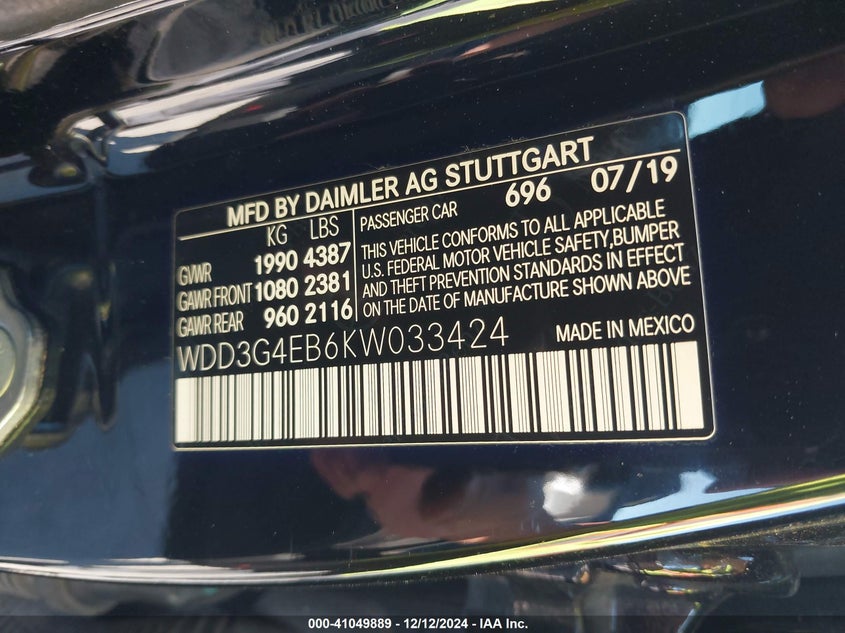 MFD BY DAIMLER AG STUTTGART
KG LBS
GVWR 1990 4387
GAWR FRONT 1080 2381
GAWR REAR 960 2116
PASSENGER CAR 696 07/19
THIS VEHICLE CONFORMS TO ALL APPLICABLE
U.S. FEDERAL MOTOR VEHICLE SAFETY,BUMPER
AND THEFT PREVENTION STANDARDS IN EFFECT
ON THE DATE OF MANUFACTURE SHOWN ABOVE
WDD3G4EB6KW033424
MADE IN MEXICO
000-41049889 – 12/12/2024 – IAA Inc.